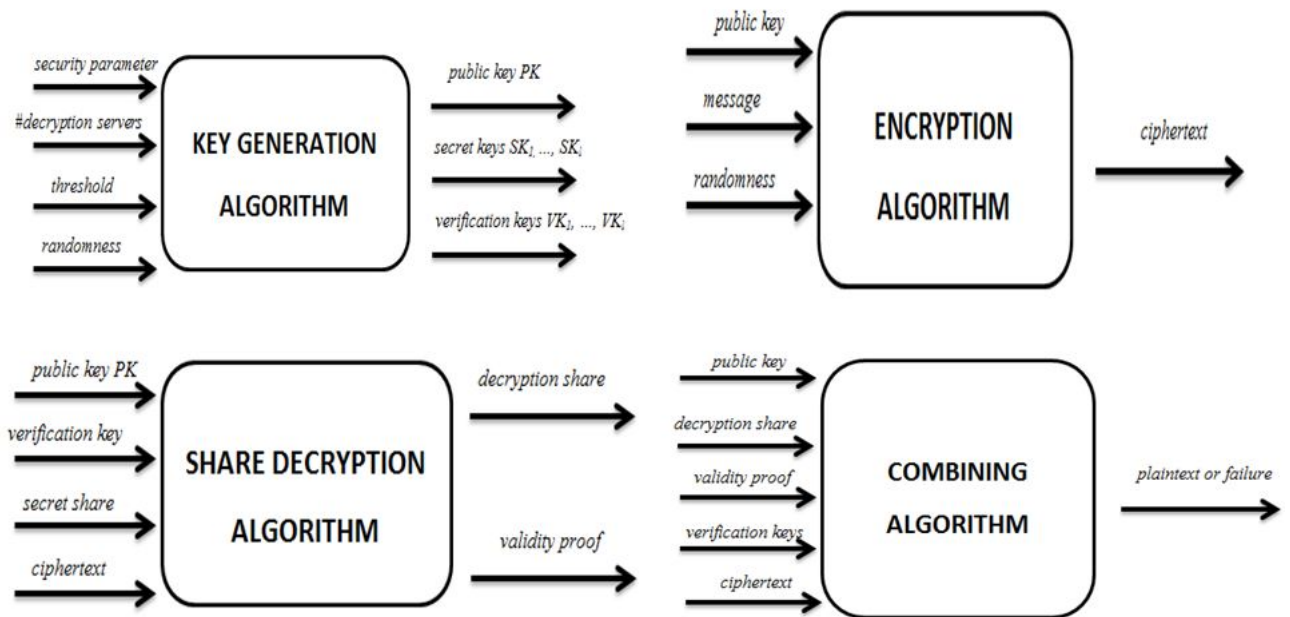 security parameter
#decryption servers
threshold
randomness
KEY GENERATION
ALGORITHM
public key PK
secret keys SK1, ..., SKi
verification keys VK1, ..., VKi
public key
message
randomness
ENCRYPTION
ALGORITHM
ciphertext
public key PK
verification key
secret share
ciphertext
SHARE DECRYPTION
ALGORITHM
decryption share
validity proof
public key
decryption share
validity proof
verification keys
ciphertext
COMBINING
ALGORITHM
plaintext or failure